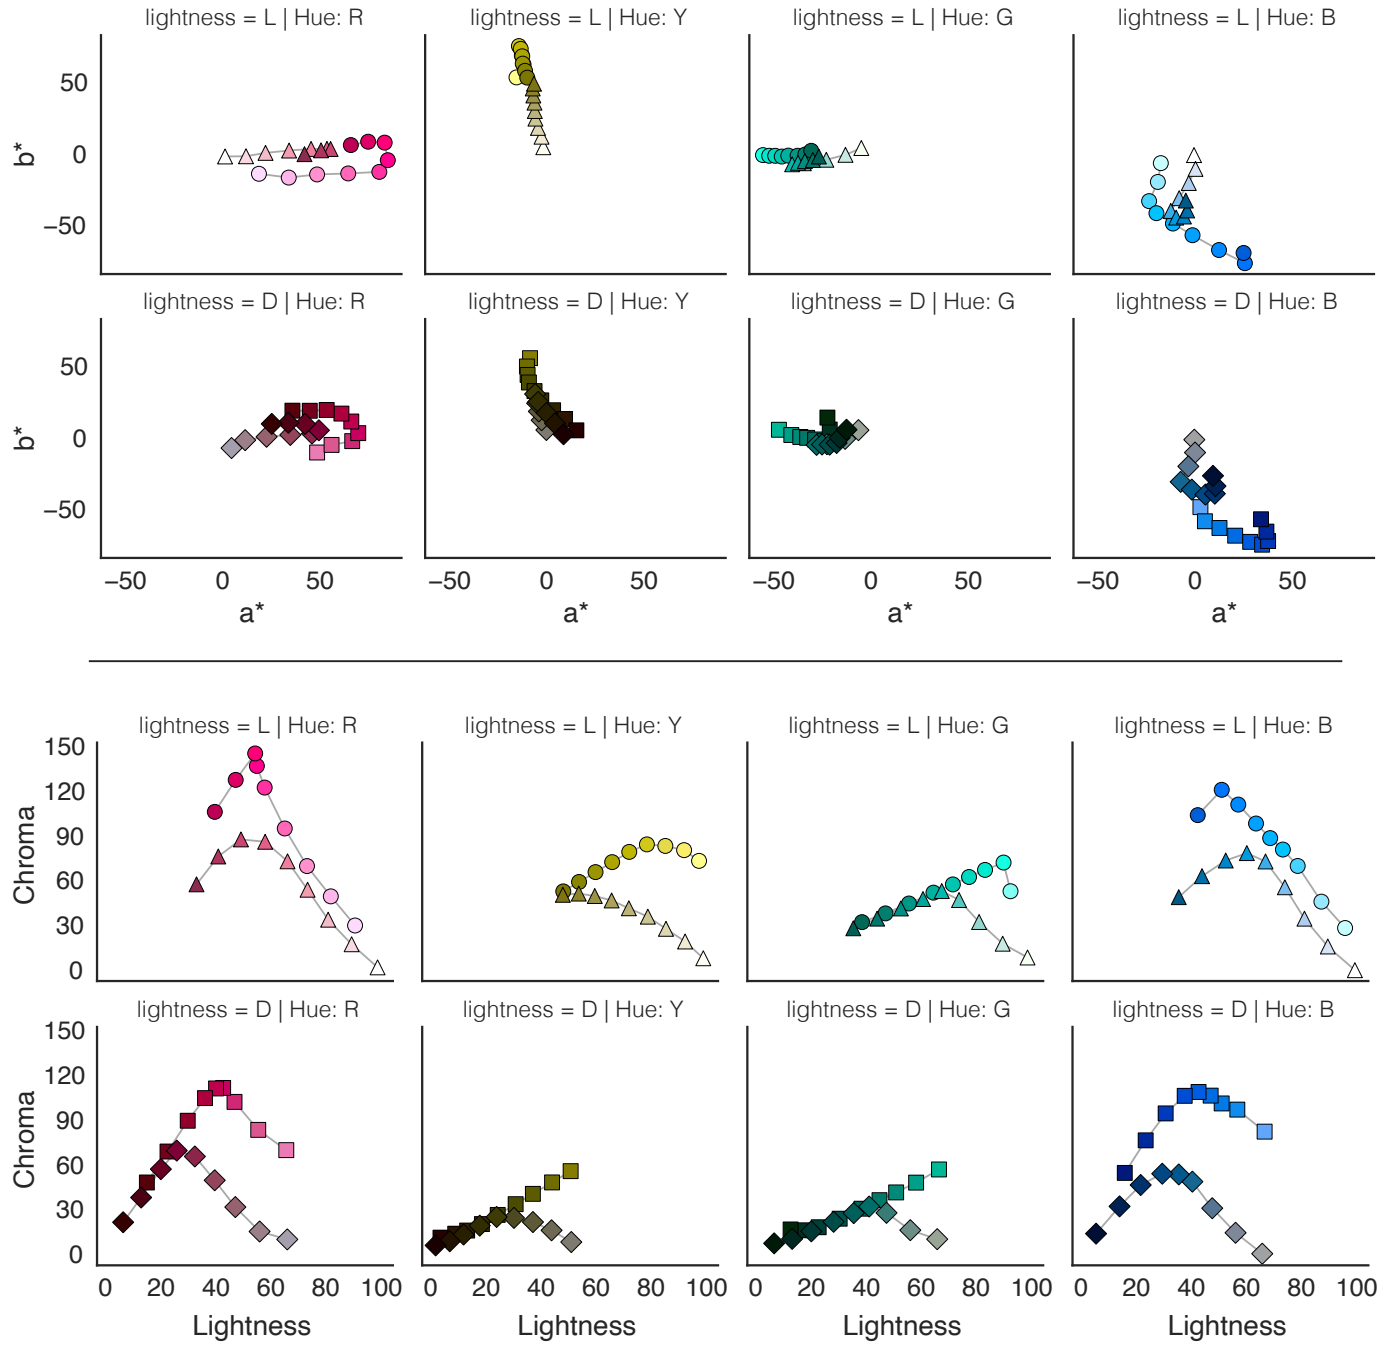 lightness = L | Hue: R lightness = L | Hue: Y lightness = L | Hue: G lightness = L | Hue: B
50
0
−50
b*
lightness = D | Hue: R lightness = D | Hue: Y lightness = D | Hue: G lightness = D | Hue: B
50
0
−50
b*
−50 0 50 −50 0 50 −50 0 50 −50 0 50
a* a* a* a*
lightness = L | Hue: R lightness = L | Hue: Y lightness = L | Hue: G lightness = L | Hue: B
150
120
90
60
30
0
Chroma
lightness = D | Hue: R lightness = D | Hue: Y lightness = D | Hue: G lightness = D | Hue: B
150
120
90
60
30
0
Chroma
0 20 40 60 80 100 0 20 40 60 80 100 0 20 40 60 80 100 0 20 40 60 80 100
Lightness Lightness Lightness Lightness